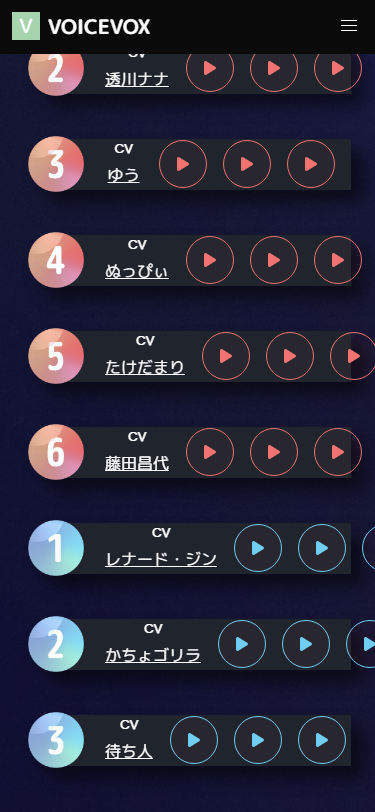 V VOICEVOX
CV
2 透川ナナ
CV
3 ゆう
CV
4 ぬっぴぃ
CV
5 たけだまり
CV
6 藤田昌代
CV
1 レナード・ジン
CV
2 かちょゴリラ
CV
3 待ち人